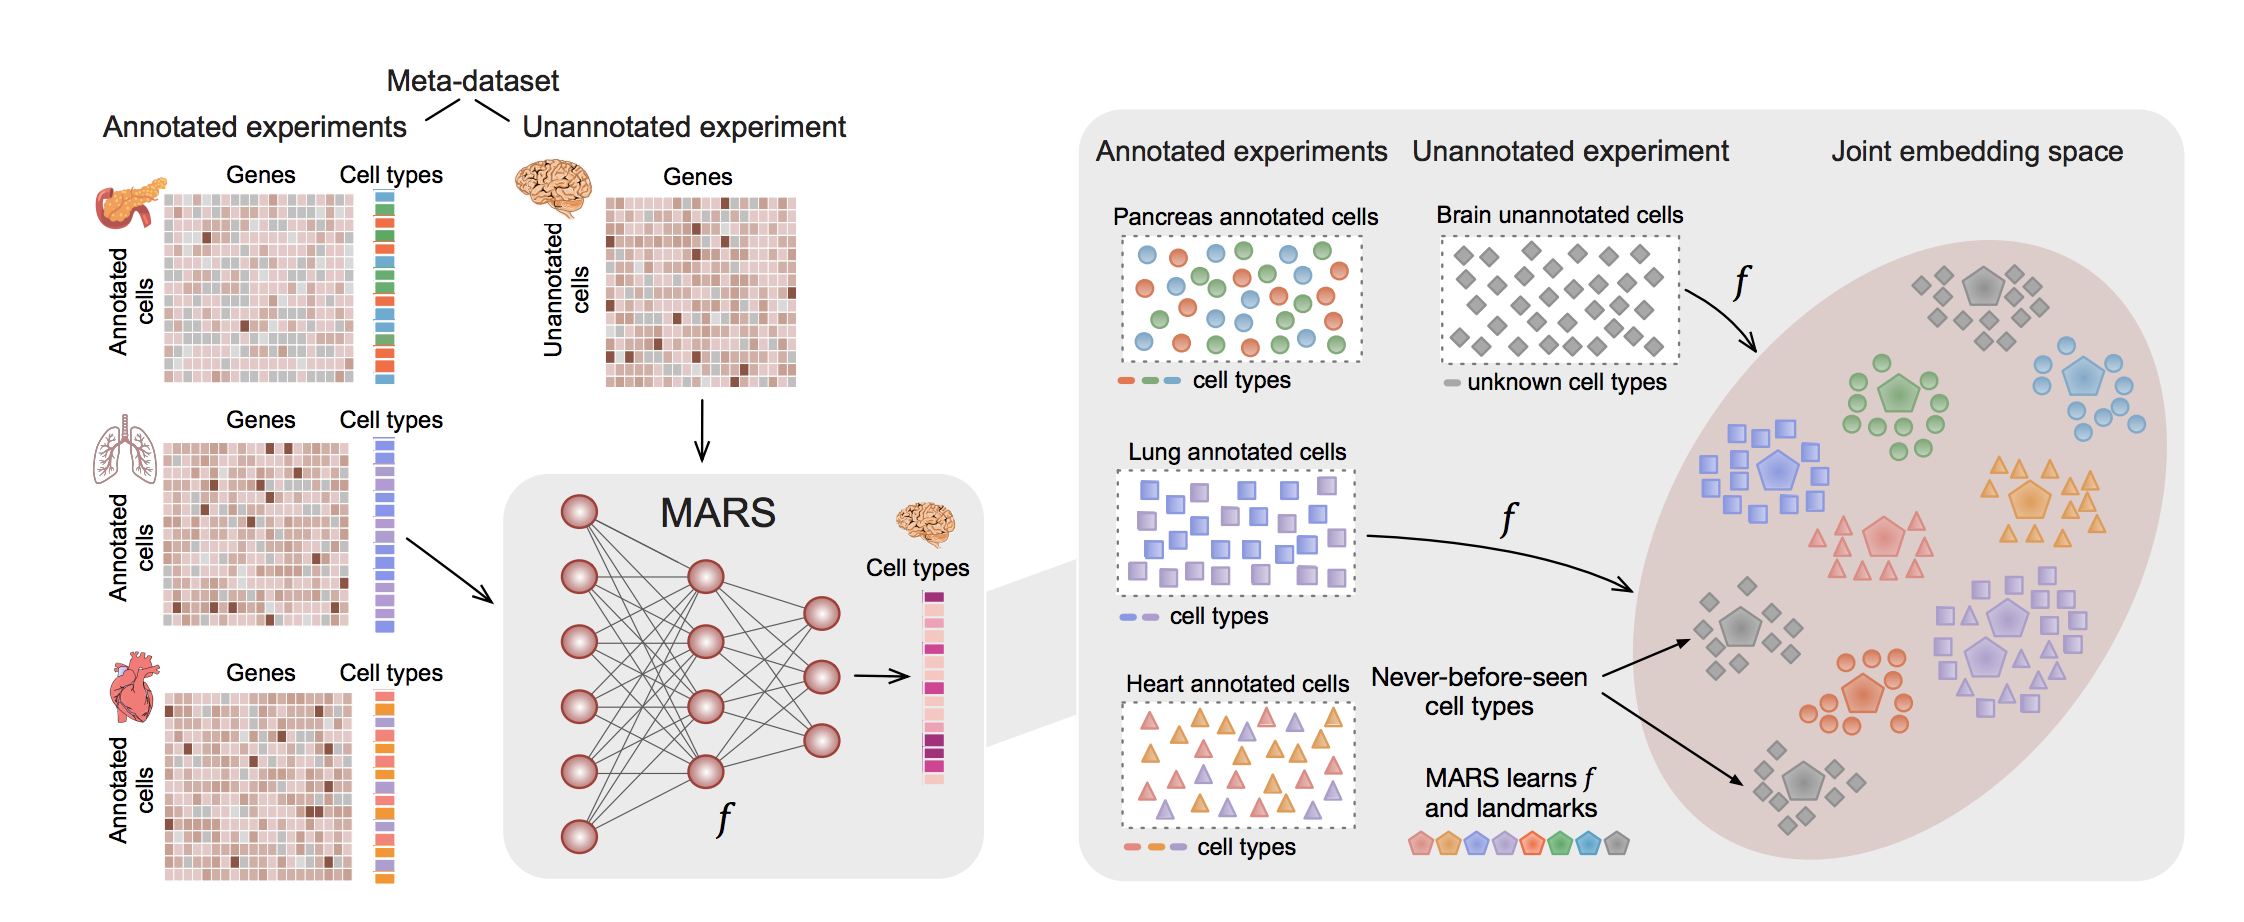 Meta-dataset
Annotated experiments
Unannotated experiment
Genes
Cell types
Annotated
cells
Genes
Unannotated
cells
Genes
Cell types
Annotated
cells
Genes
Cell types
Annotated
cells
MARS
f
Cell types
Annotated experiments
Unannotated experiment
Joint embedding space
Pancreas annotated cells
cell types
Brain unannotated cells
unknown cell types
f
Lung annotated cells
cell types
f
Heart annotated cells
cell types
Never-before-seen
cell types
MARS learns f
and landmarks